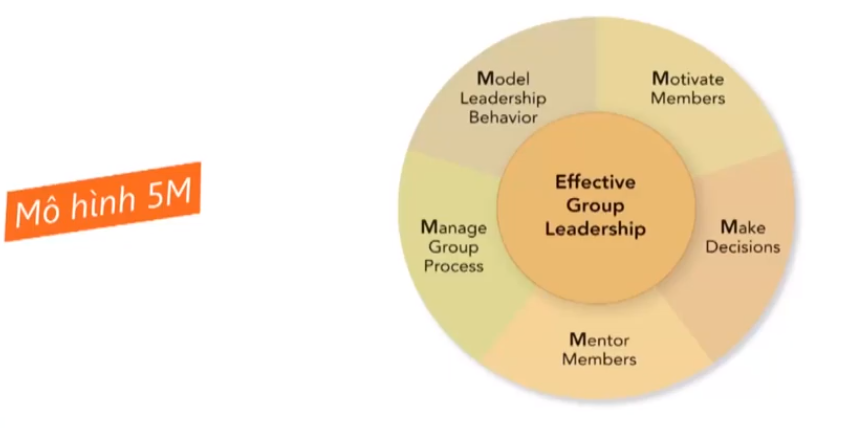 Mô hình 5M
Model
Leadership
Behavior
Motivate
Members
Effective
Group
Leadership
Manage
Group
Process
Make
Decisions
Mentor
Members